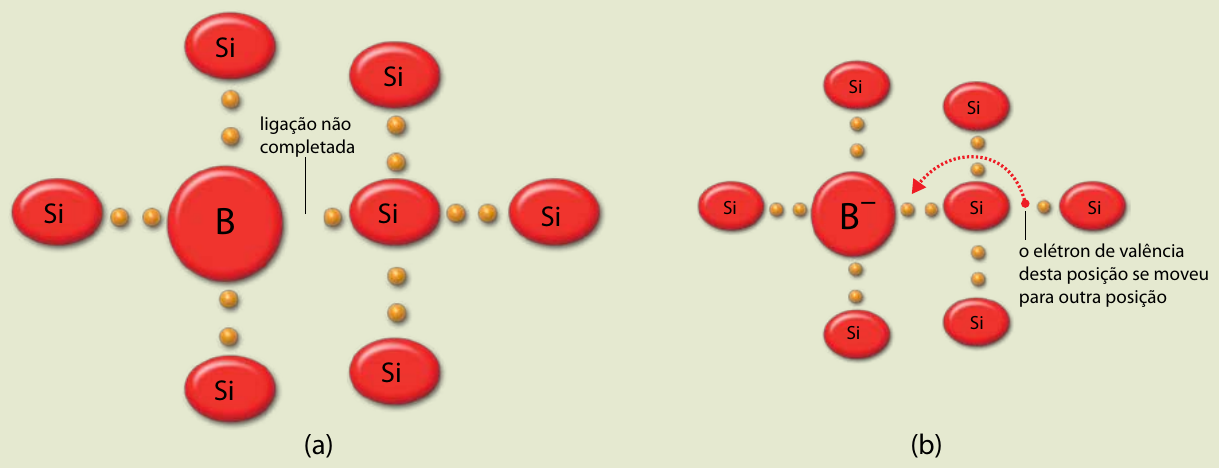 Si
Si
ligação não
completada
Si
B
Si
Si
Si
Si
(a)
Si
Si
Si
B⁻
Si
Si
o elétron de valência
desta posição se moveu
para outra posição
Si
Si
(b)